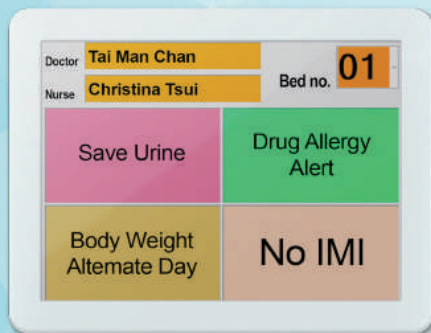 Doctor Tai Man Chan
Nurse Christina Tsui
Bed no. 01
Save Urine
Drug Allergy
Alert
Body Weight
Alternate Day
No IMI